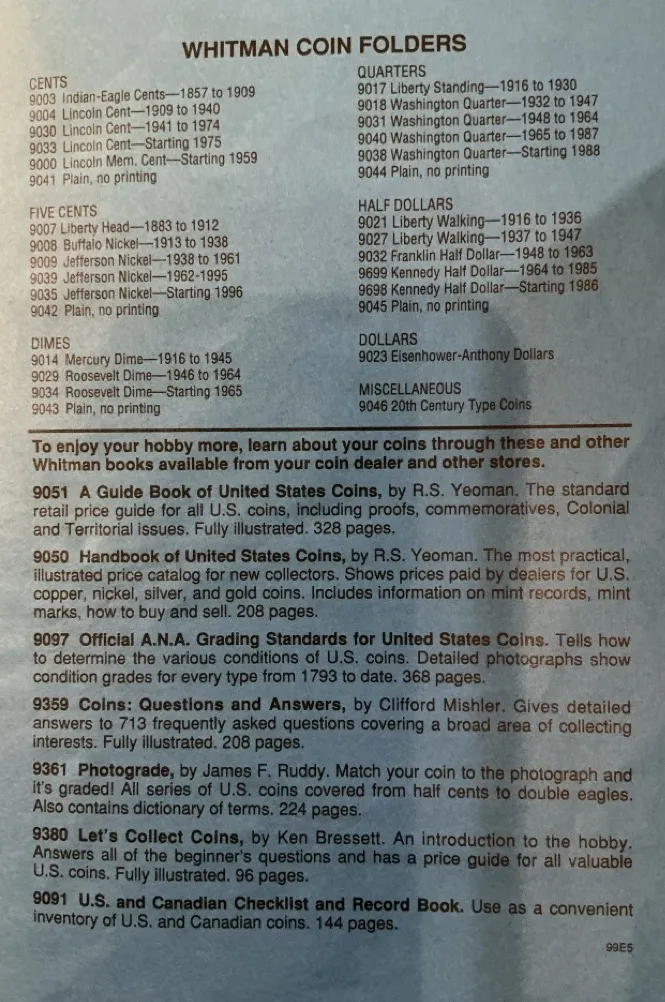 WHITMAN COIN FOLDERS
CENTS
9003 Indian-Eagle Cents—1857 to 1909
9004 Lincoln Cent—1909 to 1940
9030 Lincoln Cent—1941 to 1974
9033 Lincoln Cent—Starting 1975
9000 Lincoln Mem. Cent—Starting 1959
9041 Plain, no printing
FIVE CENTS
9007 Liberty Head—1883 to 1912
9008 Buffalo Nickel—1913 to 1938
9009 Jefferson Nickel—1938 to 1961
9039 Jefferson Nickel—1962-1995
9035 Jefferson Nickel—Starting 1996
9042 Plain, no printing
DIMES
9014 Mercury Dime—1916 to 1945
9029 Roosevelt Dime—1946 to 1964
9034 Roosevelt Dime—Starting 1965
9043 Plain, no printing
QUARTERS
9017 Liberty Standing—1916 to 1930
9018 Washington Quarter—1932 to 1947
9031 Washington Quarter—1948 to 1964
9040 Washington Quarter—1965 to 1987
9038 Washington Quarter—Starting 1988
9044 Plain, no printing
HALF DOLLARS
9021 Liberty Walking—1916 to 1936
9027 Liberty Walking—1937 to 1947
9032 Franklin Half Dollar—1948 to 1963
9699 Kennedy Half Dollar—1964 to 1985
9698 Kennedy Half Dollar—Starting 1986
9045 Plain, no printing
DOLLARS
9023 Eisenhower-Anthony Dollars
MISCELLANEOUS
9046 20th Century Type Coins
To enjoy your hobby more, learn about your coins through these and other
Whitman books available from your coin dealer and other stores.
9051 A Guide Book of United States Coins, by R.S. Yeoman. The standard
retail price guide for all U.S. coins, including proofs, commemoratives, Colonial
and Territorial issues. Fully illustrated. 328 pages.
9050 Handbook of United States Coins, by R.S. Yeoman. The most practical,
illustrated price catalog for new collectors. Shows prices paid by dealers for U.S.
copper, nickel, silver, and gold coins. Includes information on mint records, mint
marks, how to buy and sell. 208 pages.
9097 Official A.N.A. Grading Standards for United States Coins. Tells how
to determine the various conditions of U.S. coins. Detailed photographs show
condition grades for every type from 1793 to date. 368 pages.
9359 Coins: Questions and Answers, by Clifford Mishler. Gives detailed
answers to 713 frequently asked questions covering a broad area of collecting
interests. Fully illustrated. 208 pages.
9361 Photograde, by James F. Ruddy. Match your coin to the photograph and
it's graded! All series of U.S. coins covered from half cents to double eagles.
Also contains dictionary of terms. 224 pages.
9380 Let's Collect Coins, by Ken Bressett. An introduction to the hobby.
Answers all of the beginner's questions and has a price guide for all valuable
U.S. coins. Fully illustrated. 96 pages.
9091 U.S. and Canadian Checklist and Record Book. Use as a convenient
inventory of U.S. and Canadian coins. 144 pages.
99E5